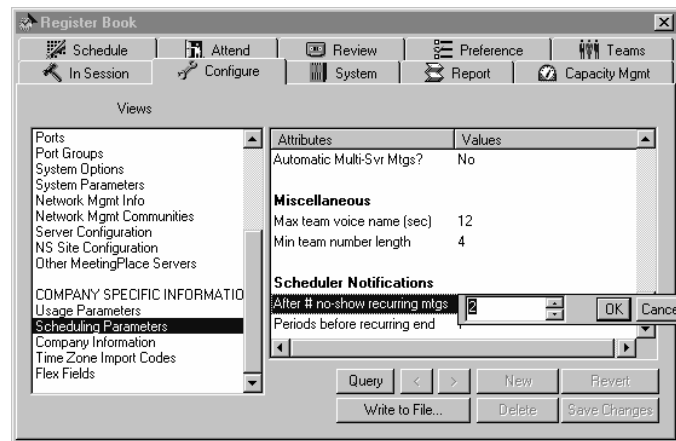 Register Book
Schedule Attend Review Preference Teams
In Session Configure System Report Capacity Mgmt
Views
Ports
Port Groups
System Options
System Parameters
Network Mgmt Info
Network Mgmt Communities
Server Configuration
NS Site Configuration
Other MeetingPlace Servers
COMPANY SPECIFIC INFORMATIO
Usage Parameters
Scheduling Parameters
Company Information
Time Zone Import Codes
Flex Fields
Attributes Values
Automatic Multi-Svr Mtgs? No
Miscellaneous
Max team voice name (sec) 12
Min team number length 4
Scheduler Notifications
After # no-show recurring mtgs 2 OK Cance
Periods before recurring end
Query < > New Revert
Write to File... Delete Save Changes